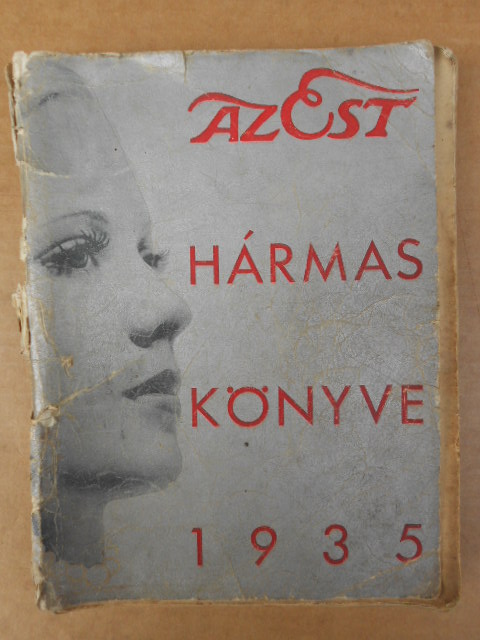 AZ EST
HÁRMAS
KÖNYVE
1935